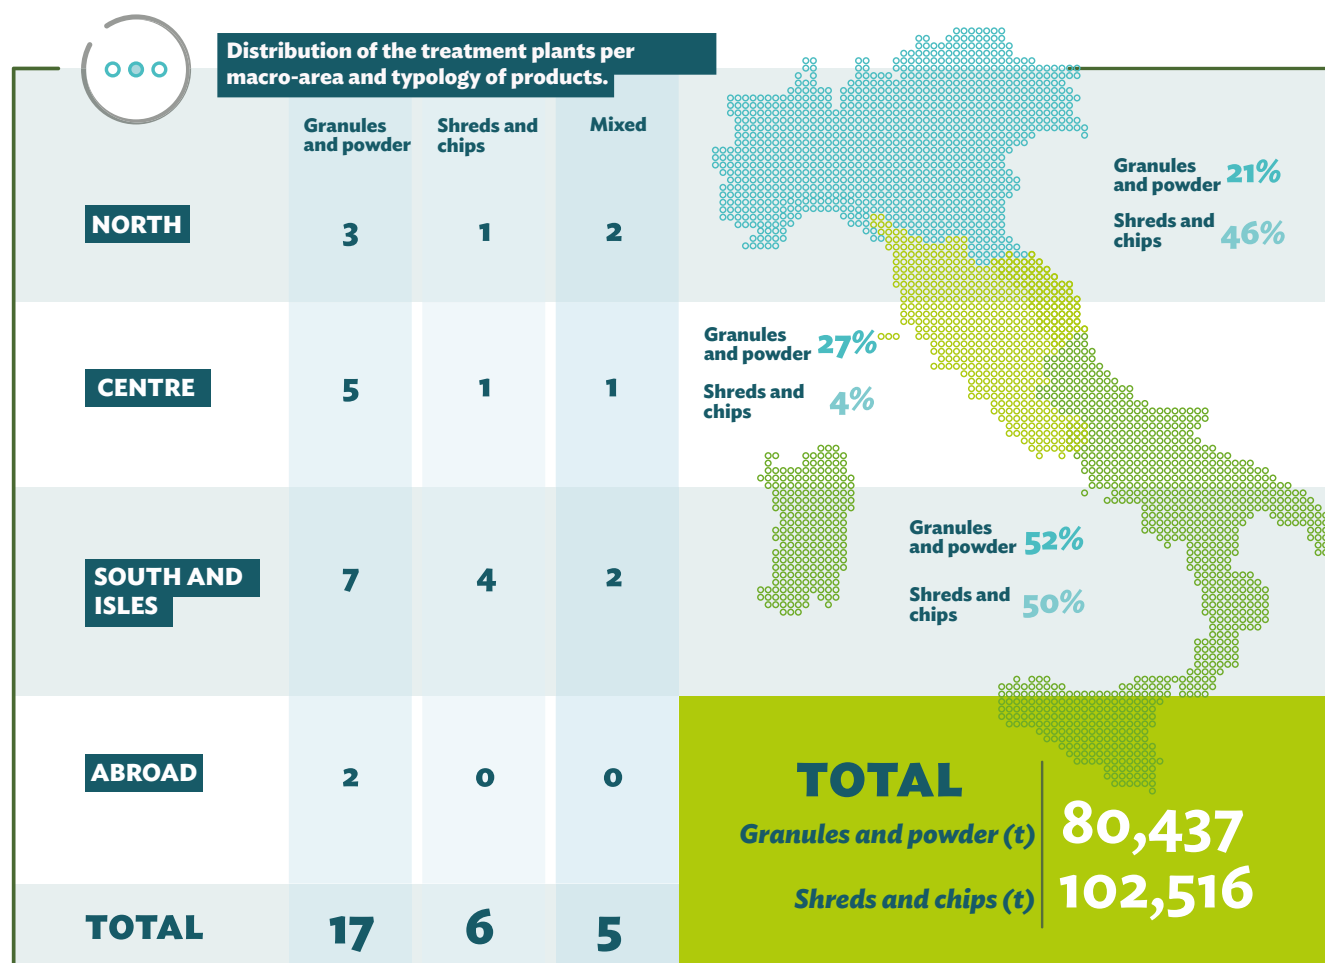 Distribution of the treatment plants per
macro-area and typology of products.
Granules
and powder
Shreds and
chips
Mixed
NORTH
3
1
2
CENTRE
5
1
1
SOUTH AND
ISLES
7
4
2
ABROAD
2
0
0
TOTAL
17
6
5
Granules
and powder
21%
Shreds and
chips
46%
Granules
and powder
27%
Shreds and
chips
4%
Granules
and powder
52%
Shreds and
chips
50%
TOTAL
Granules and powder (t)
80,437
Shreds and chips (t)
102,516